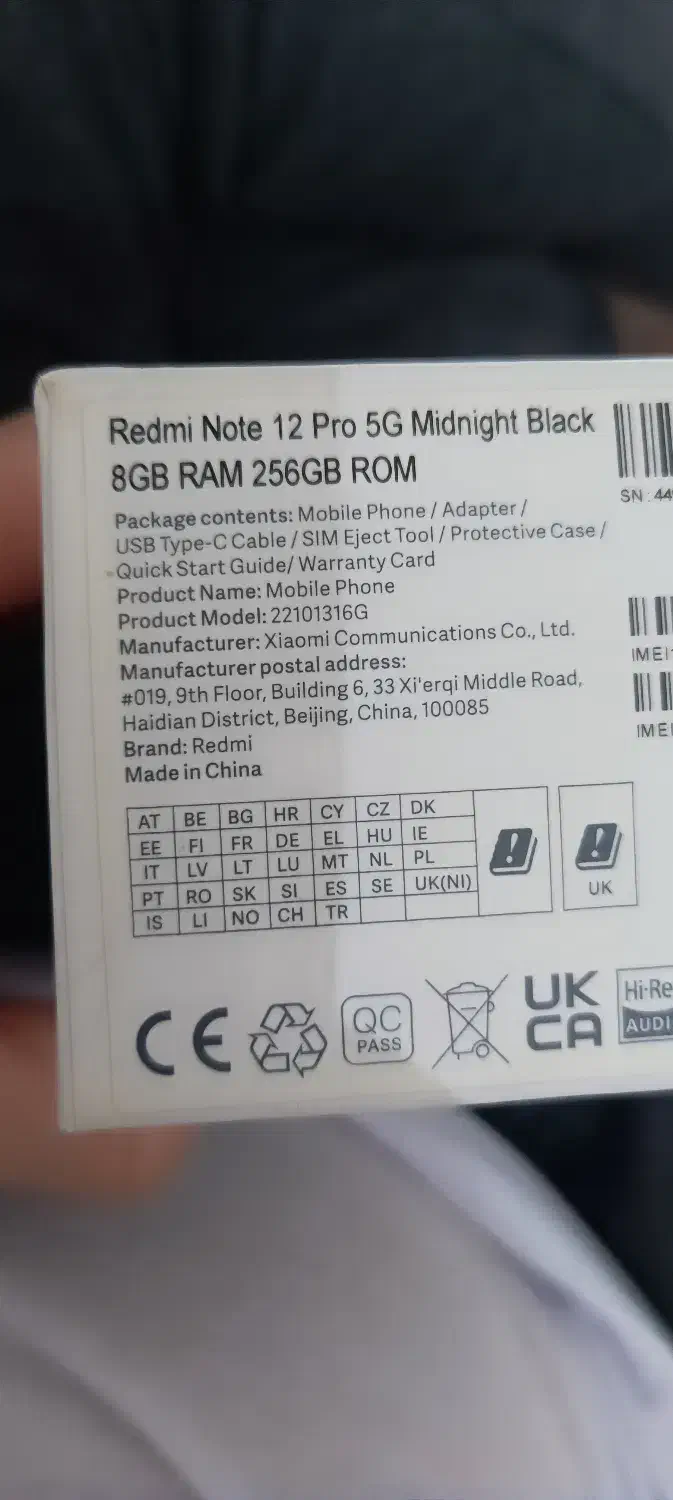 Redmi Note 12 Pro 5G Midnight Black
8GB RAM 256GB ROM
Package contents: Mobile Phone / Adapter /
USB Type-C Cable / SIM Eject Tool / Protective Case /
Quick Start Guide/ Warranty Card
Product Name: Mobile Phone
Product Model: 22101316G
Manufacturer: Xiaomi Communications Co., Ltd.
Manufacturer postal address:
#019, 9th Floor, Building 6, 33 Xi'erqi Middle Road,
Haidian District, Beijing, China, 100085
Brand: Redmi
Made in China
SN: 44
IMEI
IMEI
AT BE BG HR CY CZ DK
EE FI FR DE EL HU IE
IT LV LT LU MT NL PL
PT RO SK SI ES SE UK(NI)
IS LI NO CH TR
UK
CE
QC
PASS
UK
CA
Hi-Re
AUDI